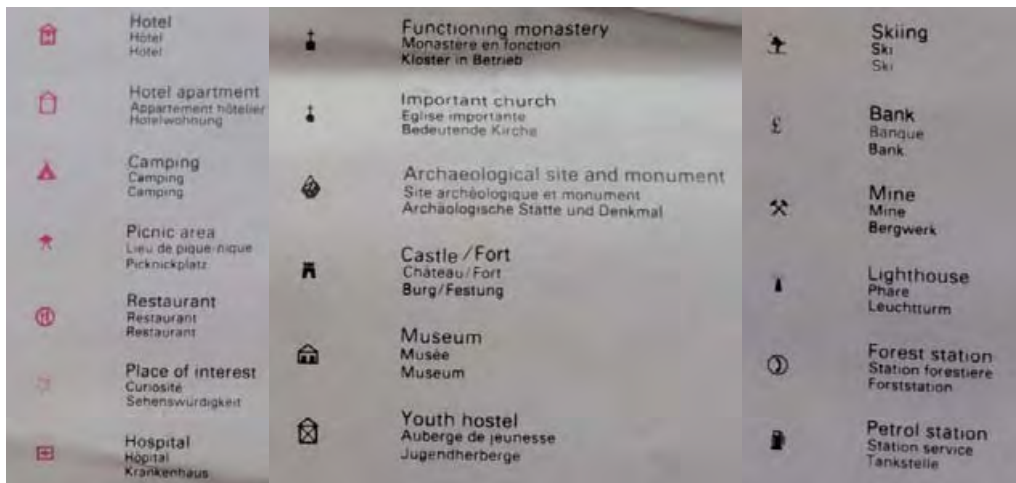 Hotel
Hôtel
Hotel
Hotel apartment
Appartement hôtelier
Hotelwohnung
Camping
Camping
Camping
Picnic area
Lieu de pique-nique
Picknickplatz
Restaurant
Restaurant
Restaurant
Place of interest
Curiosité
Sehenswürdigkeit
Hospital
Hôpital
Krankenhaus
Functioning monastery
Monastère en fonction
Kloster in Betrieb
Important church
Eglise importante
Bedeutende Kirche
Archaeological site and monument
Site archéologique et monument
Archäologische Stätte und Denkmal
Castle/Fort
Château/Fort
Burg/Festung
Museum
Musée
Museum
Youth hostel
Auberge de jeunesse
Jugendherberge
Skiing
Ski
Ski
£
Bank
Banque
Bank
Mine
Mine
Bergwerk
Lighthouse
Phare
Leuchtturm
Forest station
Station forestière
Forststation
Petrol station
Station service
Tankstelle